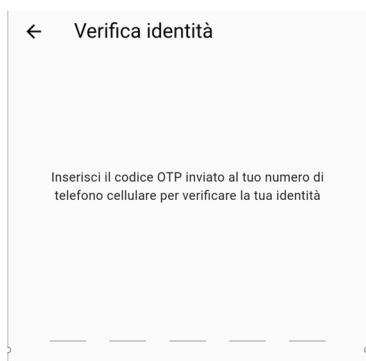 Verifica identità
Inserisci il codice OTP inviato al tuo numero di
telefono cellulare per verificare la tua identità